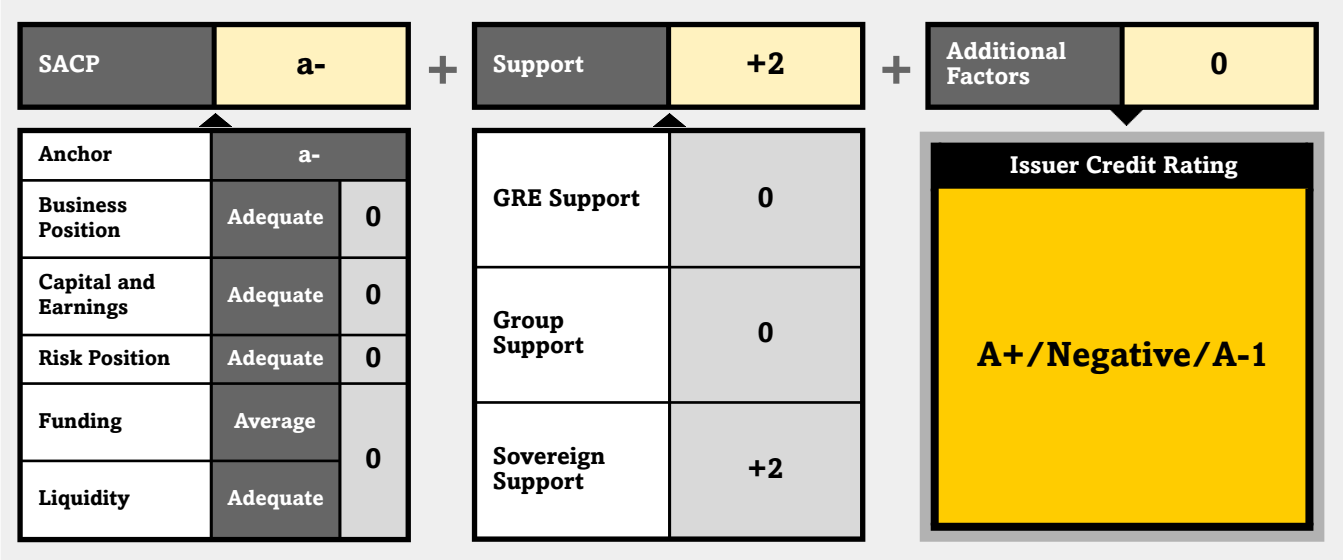 SACP
a-
+
Support
+2
+
Additional
Factors
0
Anchor
a-
Business
Position
Adequate
0
Capital and
Earnings
Adequate
0
Risk Position
Adequate
0
Funding
Average
0
Liquidity
Adequate
GRE Support
0
Group
Support
0
Sovereign
Support
+2
Issuer Credit Rating
A+/Negative/A-1